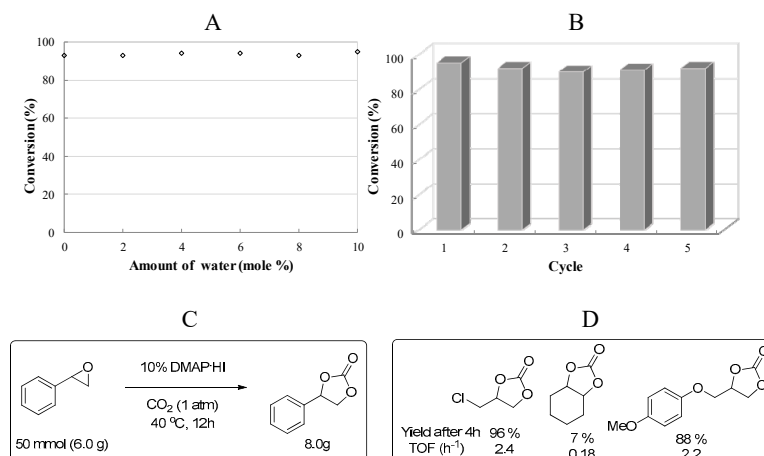 A
B
100
80
60
40
20
0
0 2 4 6 8 10
Conversion (%)
Amount of water (mole %)
100
80
60
40
20
0
1 2 3 4 5
Conversion (%)
Cycle
C
D
O
10% DMAP·HI
CO2 (1 atm)
40 ºC, 12h
50 mmol (6.0 g)
O
O
O
8.0g
O
O
O
Cl
O
O
O
O
O
O
O
MeO
Yield after 4h 96 % 7 % 88 %
TOF (h-1) 2.4 0.18 2.2